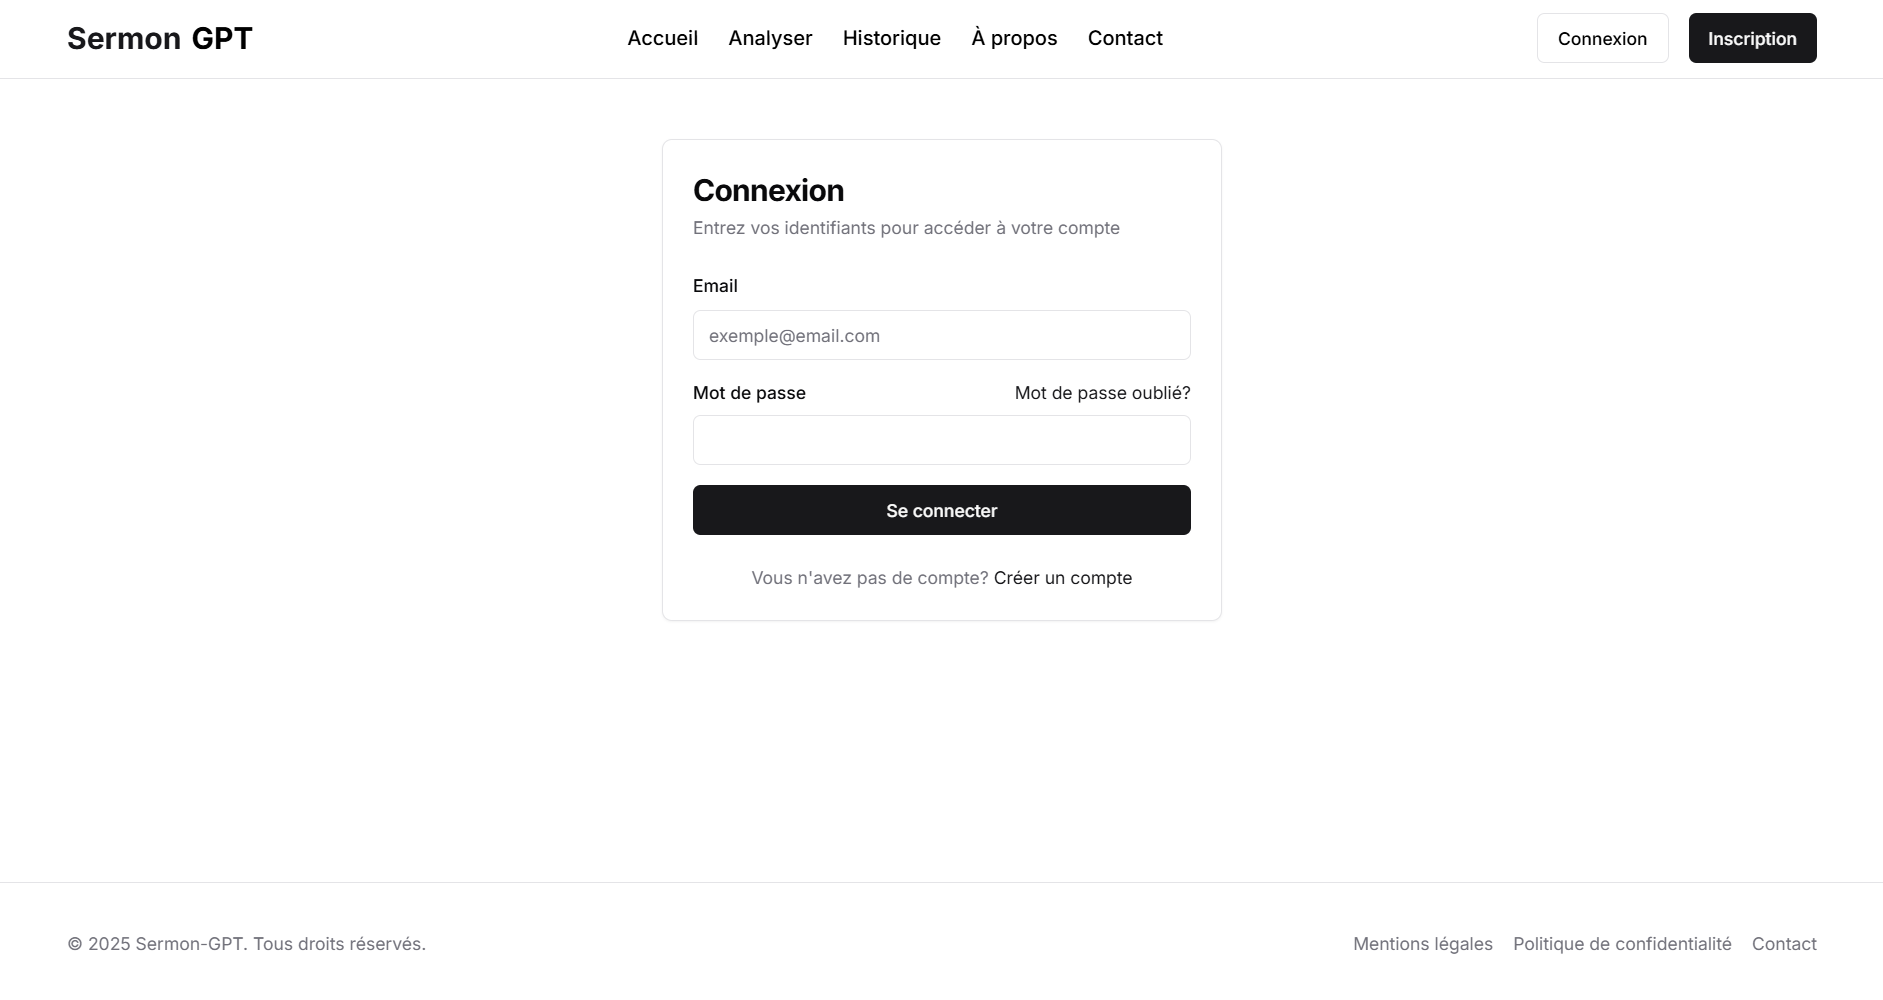 Sermon GPT
Accueil Analyser Historique À propos Contact
Connexion Inscription
Connexion
Entrez vos identifiants pour accéder à votre compte
Email
exemple@email.com
Mot de passe Mot de passe oublié?
Se connecter
Vous n'avez pas de compte? Créer un compte
© 2025 Sermon-GPT. Tous droits réservés.
Mentions légales Politique de confidentialité Contact